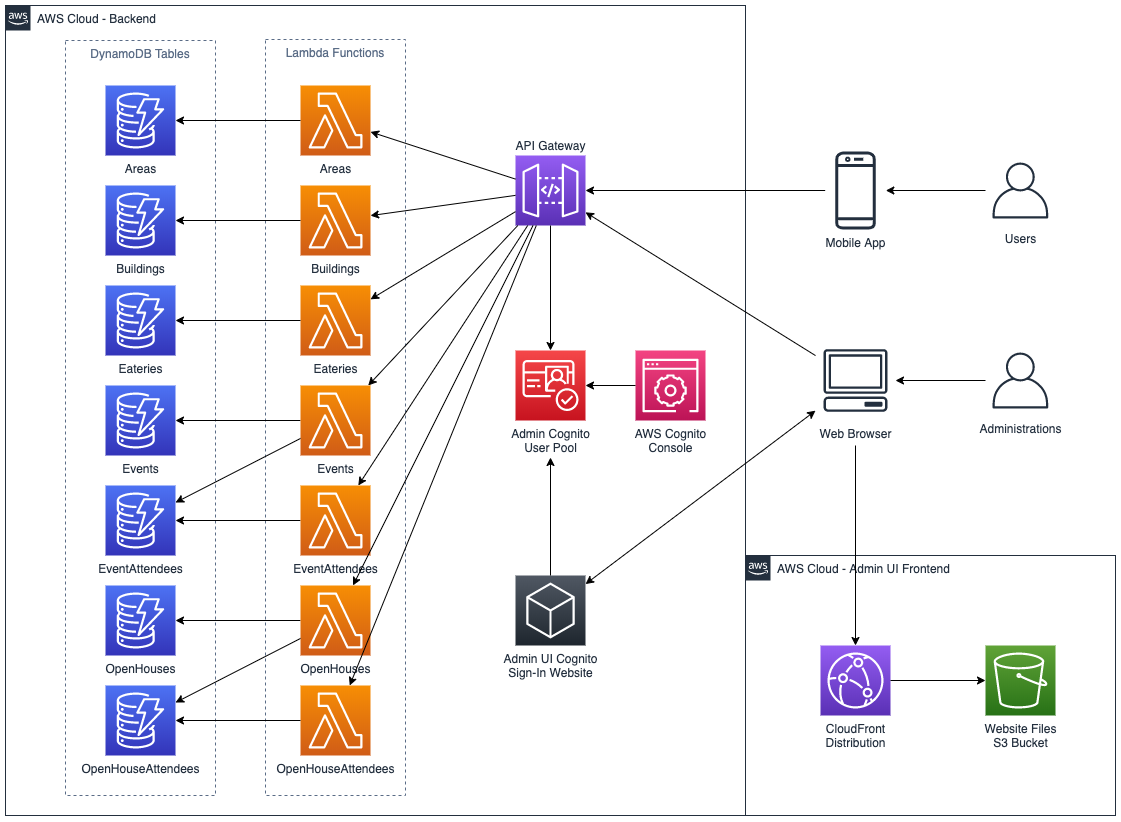 aws
AWS Cloud - Backend
DynamoDB Tables
Lambda Functions
Areas
Areas
Buildings
Buildings
Eateries
Eateries
Events
Events
EventAttendees
EventAttendees
OpenHouses
OpenHouses
OpenHouseAttendees
OpenHouseAttendees
API Gateway
</>
Mobile App
Users
Admin Cognito
User Pool
AWS Cognito
Console
Web Browser
Administrations
Admin UI Cognito
Sign-In Website
aws
AWS Cloud - Admin UI Frontend
CloudFront
Distribution
Website Files
S3 Bucket